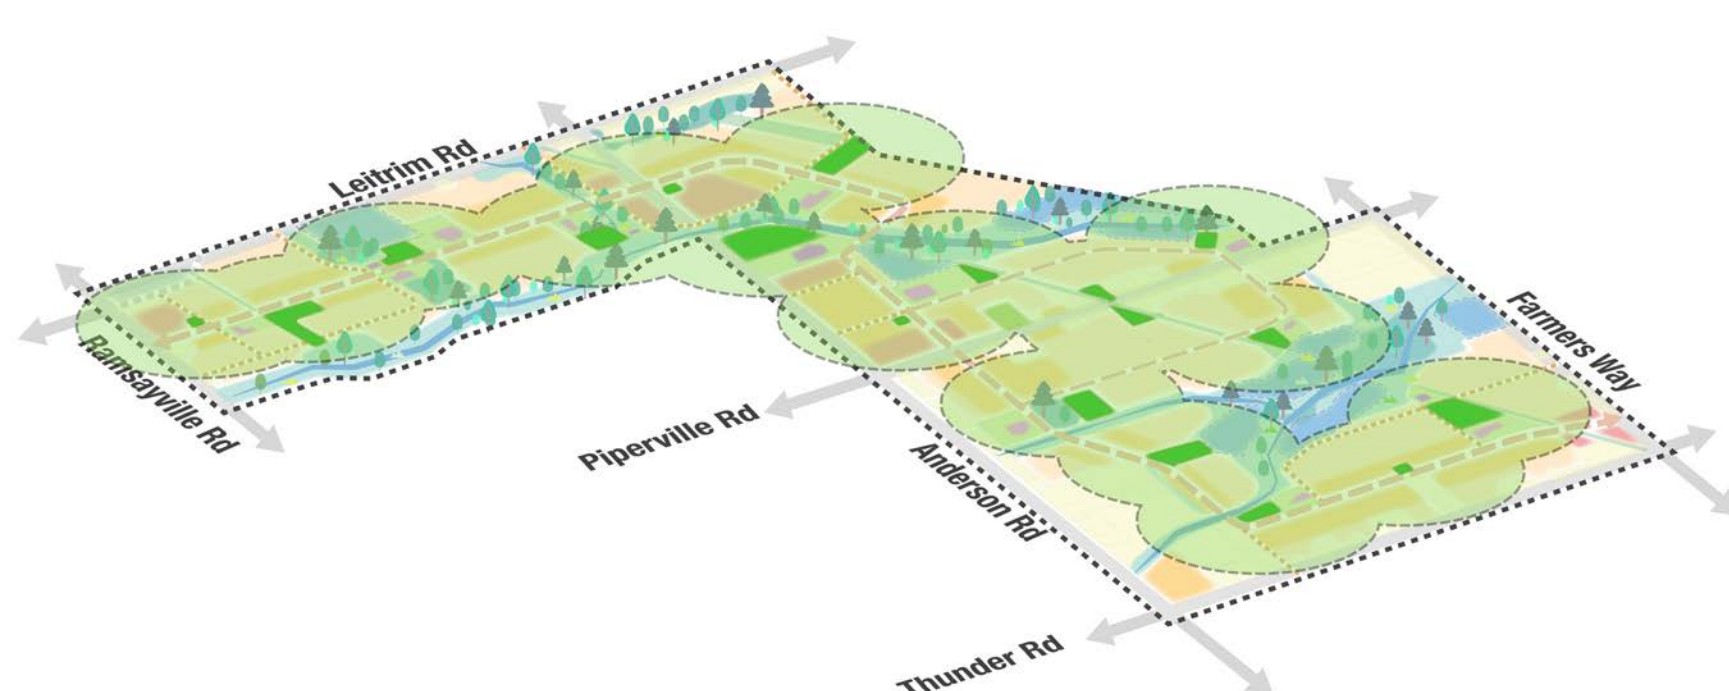 Leitrim Rd
Ramsayville Rd
Farmers Way
Piperville Rd
Anderson Rd
Thunder Rd